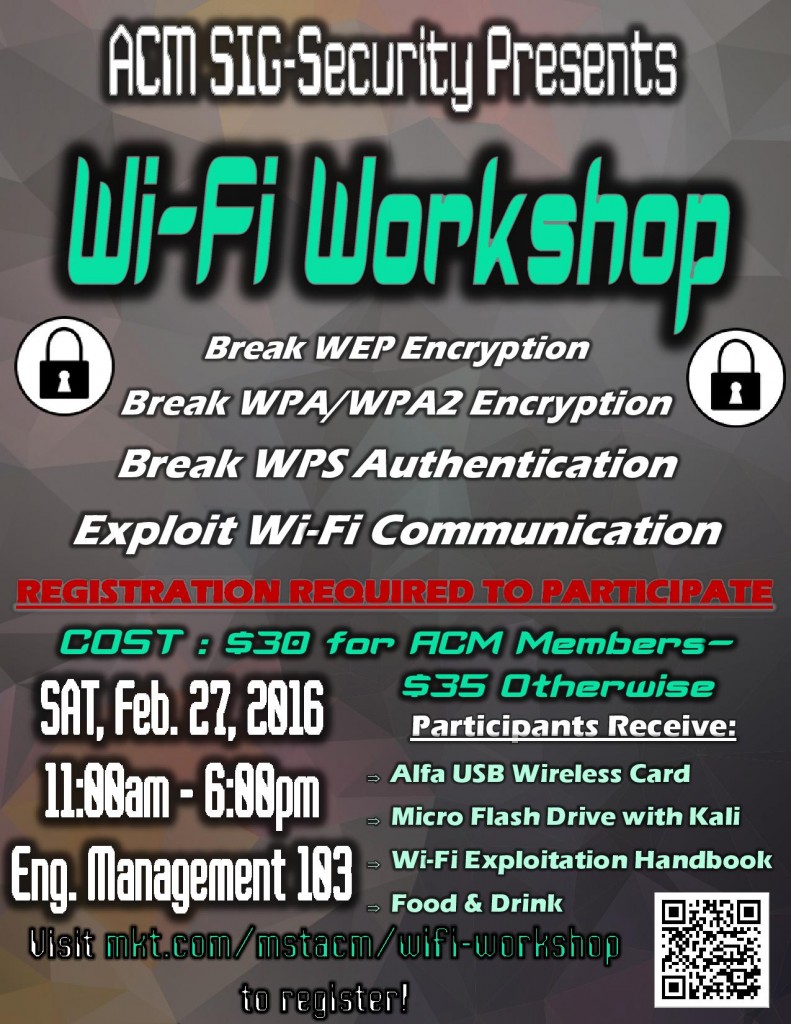 ACM SIG-Security Presents
Wi-Fi Workshop
Break WEP Encryption
Break WPA/WPA2 Encryption
Break WPS Authentication
Exploit Wi-Fi Communication
REGISTRATION REQUIRED TO PARTICIPATE
COST : $30 for ACM Members-
$35 Otherwise
SAT, Feb. 27, 2016
11:00am - 6:00pm
Eng. Management 103
Participants Receive:
⇒ Alfa USB Wireless Card
⇒ Micro Flash Drive with Kali
⇒ Wi-Fi Exploitation Handbook
⇒ Food & Drink
Visit mkt.com/mstacm/wifi-workshop
to register!